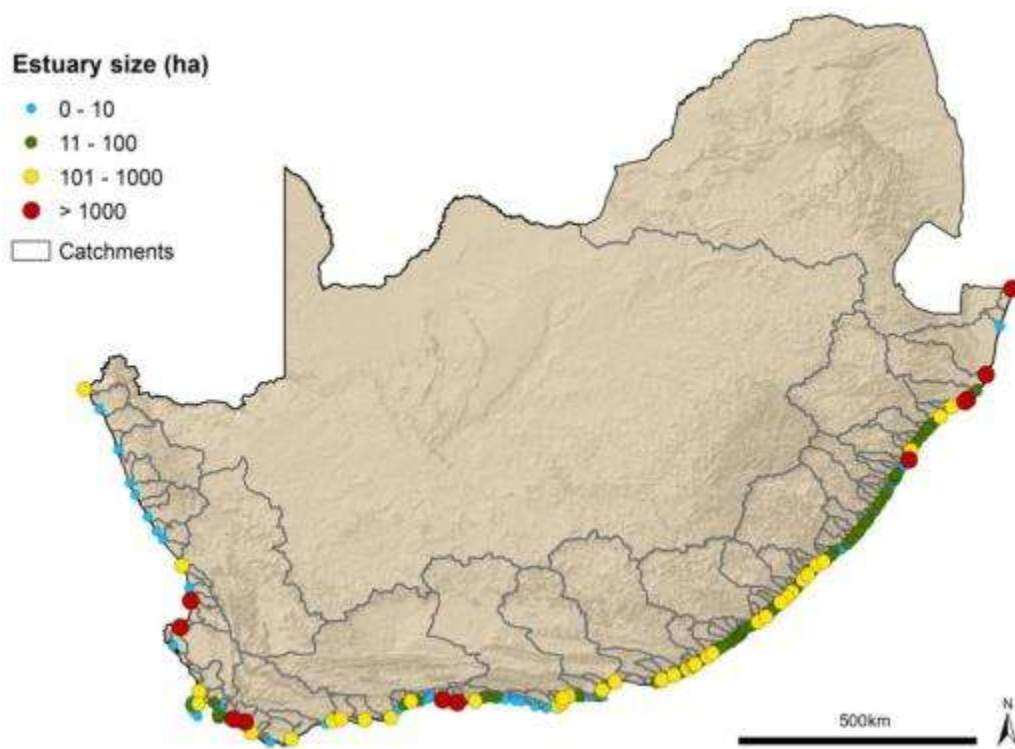 Estuary size (ha)
0 - 10
11 - 100
101 - 1000
> 1000
Catchments
500km
N